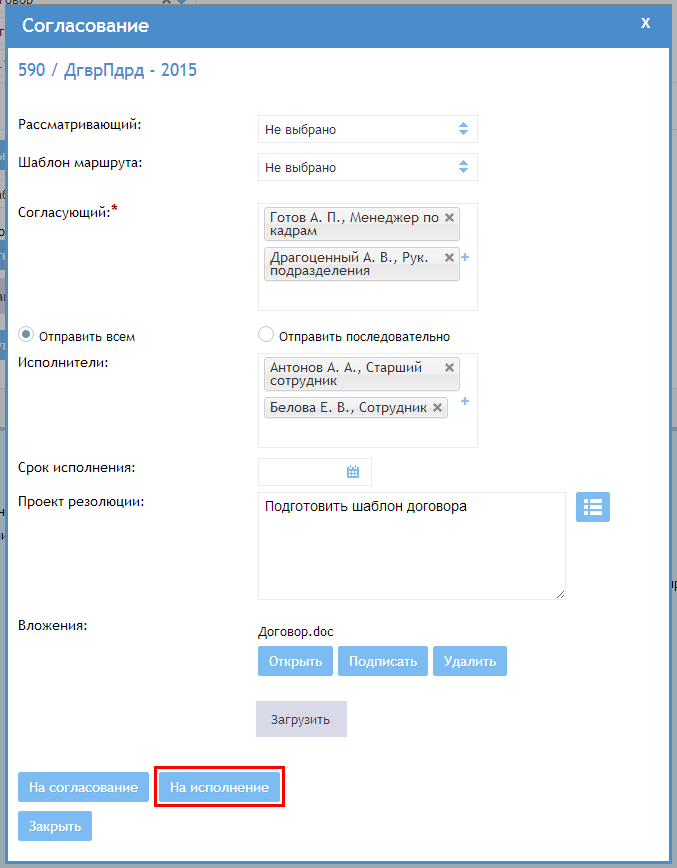 Согласование X
590 / ДгврПдрд - 2015
Рассматривающий: Не выбрано
Шаблон маршрута: Не выбрано
Согласующий:*
Готов А. П., Менеджер по
кадрам
Драгоценный А. В., Рук.
подразделения
+
Отправить всем Отправить последовательно
Исполнители:
Антонов А. А., Старший
сотрудник
Белова Е. В., Сотрудник
+
Срок исполнения:
Проект резолюции: Подготовить шаблон договора
Вложения:
Договор.doc
Открыть Подписать Удалить
Загрузить
На согласование На исполнение
Закрыть